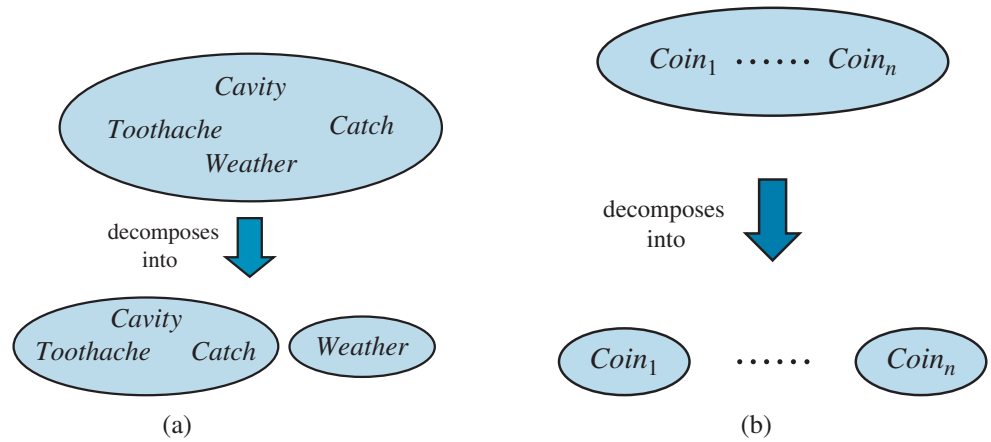 Cavity
Toothache Catch
Weather
decomposes
into
Cavity
Toothache Catch Weather
(a)
Coin1 ...... Coinn
decomposes
into
Coin1 ...... Coinn
(b)